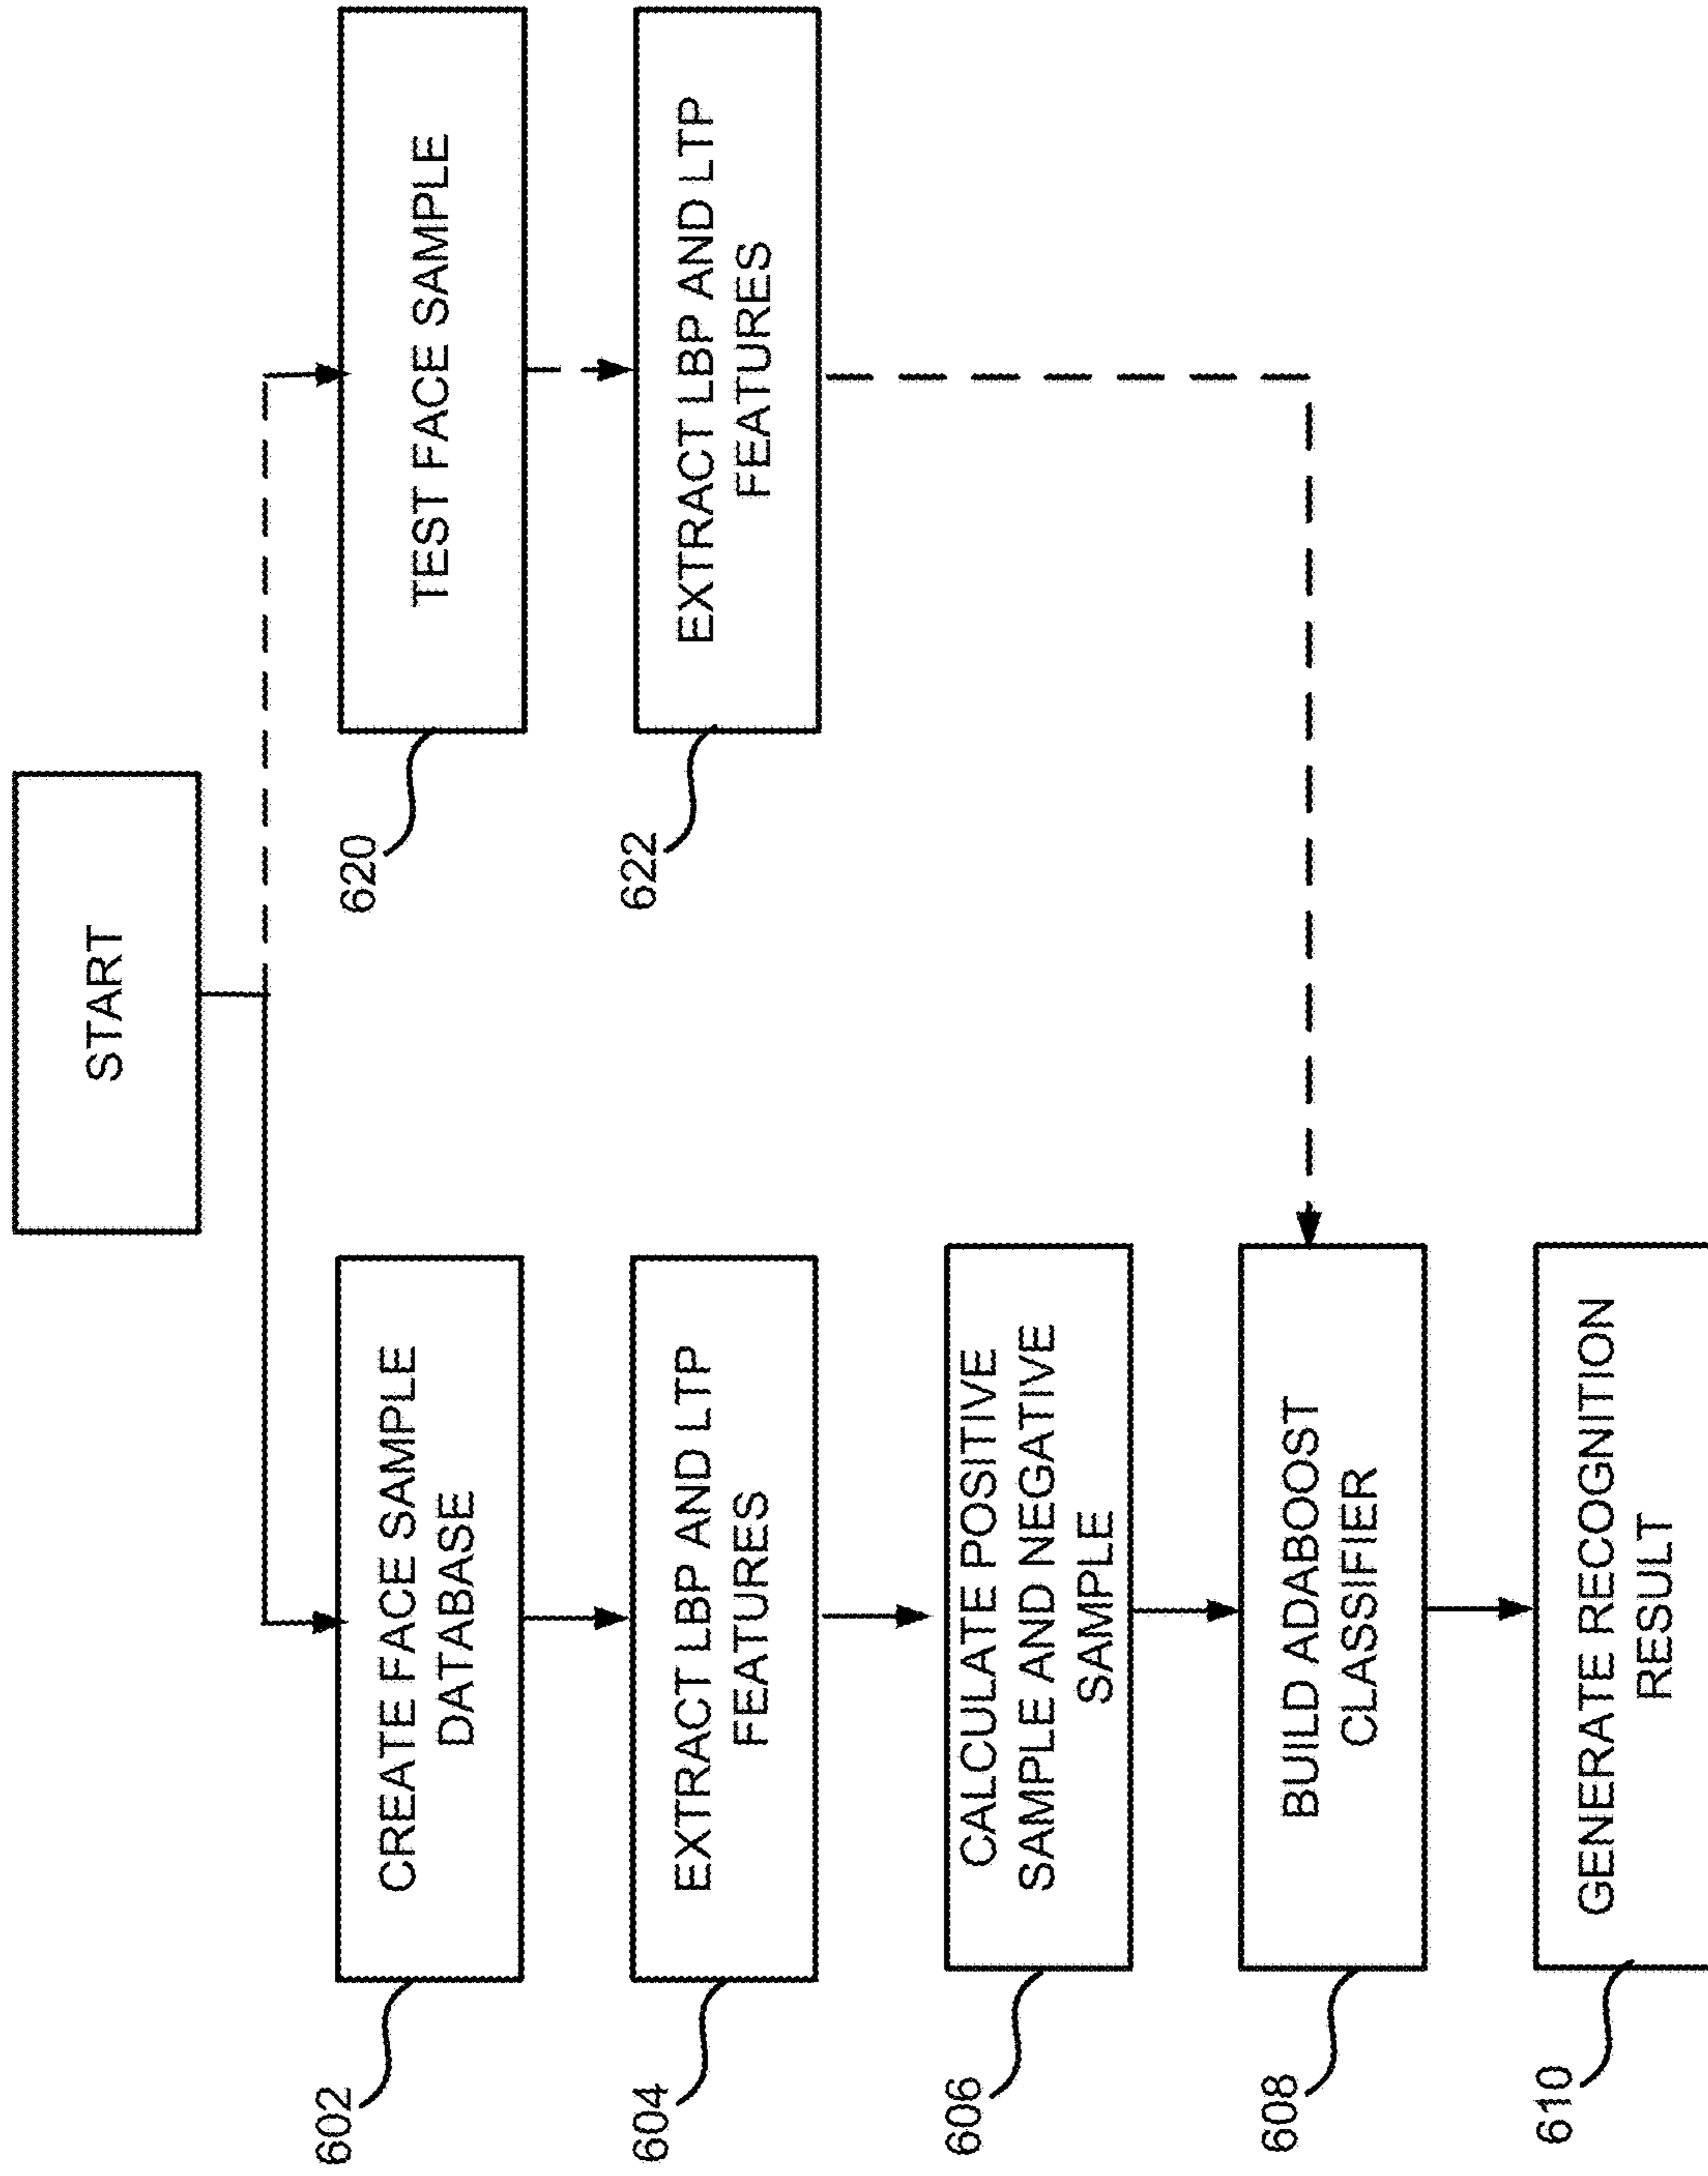 START
602
CREATE FACE SAMPLE
DATABASE
604
EXTRACT LBP AND LTP
FEATURES
606
CALCULATE POSITIVE
SAMPLE AND NEGATIVE
SAMPLE
608
BUILD ADABOOST
CLASSIFIER
610
GENERATE RECOGNITION
RESULT
620
TEST FACE SAMPLE
622
EXTRACT LBP AND LTP
FEATURES